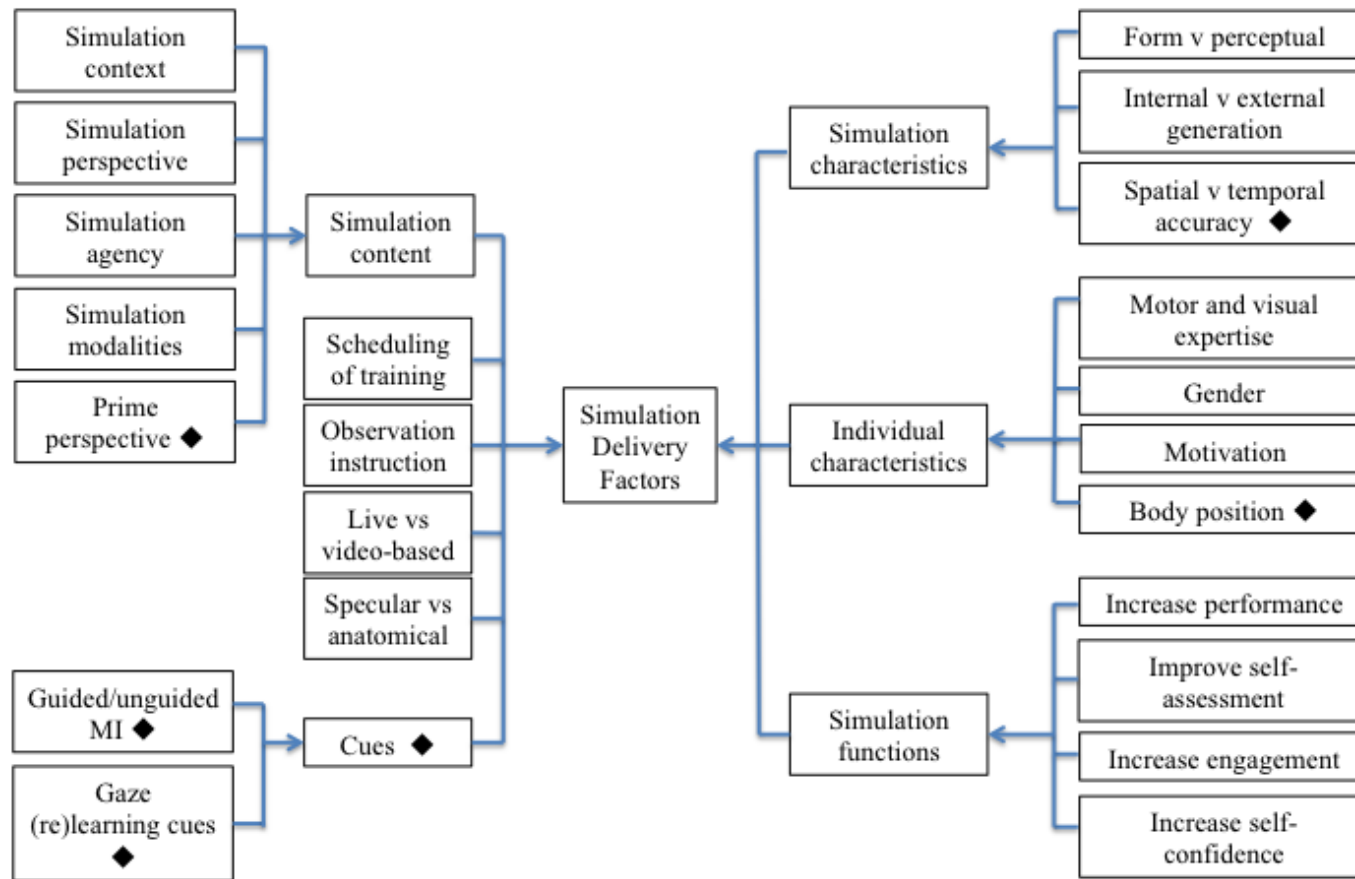 Simulation
context
Simulation
perspective
Simulation
agency
Simulation
modalities
Prime
perspective ◆
Guided/unguided
MI ◆
Gaze
(re)learning cues
◆
Simulation
content
Scheduling
of training
Observation
instruction
Live vs
video-based
Specular vs
anatomical
Cues ◆
Simulation
Delivery
Factors
Simulation
characteristics
Individual
characteristics
Simulation
functions
Form v perceptual
Internal v external
generation
Spatial v temporal
accuracy ◆
Motor and visual
expertise
Gender
Motivation
Body position ◆
Increase performance
Improve self-
assessment
Increase engagement
Increase self-
confidence